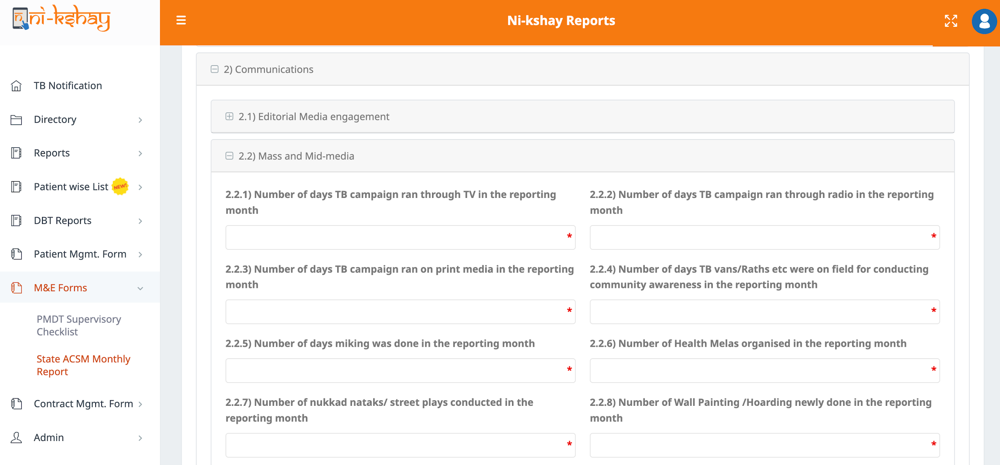 न ni-kshay
Ni-kshay Reports
TB Notification
Directory
Reports
Patient wise List NEW!
DBT Reports
Patient Mgmt. Form
M&E Forms
PMDT Supervisory
Checklist
State ACSM Monthly
Report
Contract Mgmt. Form
Admin
2) Communications
2.1) Editorial Media engagement
2.2) Mass and Mid-media
2.2.1) Number of days TB campaign ran through TV in the reporting
month
*
2.2.2) Number of days TB campaign ran through radio in the reporting
month
*
2.2.3) Number of days TB campaign ran on print media in the reporting
month
*
2.2.4) Number of days TB vans/Raths etc were on field for conducting
community awareness in the reporting month
*
2.2.5) Number of days miking was done in the reporting month
*
2.2.6) Number of Health Melas organised in the reporting month
*
2.2.7) Number of nukkad nataks/ street plays conducted in the
reporting month
*
2.2.8) Number of Wall Painting /Hoarding newly done in the reporting
month
*